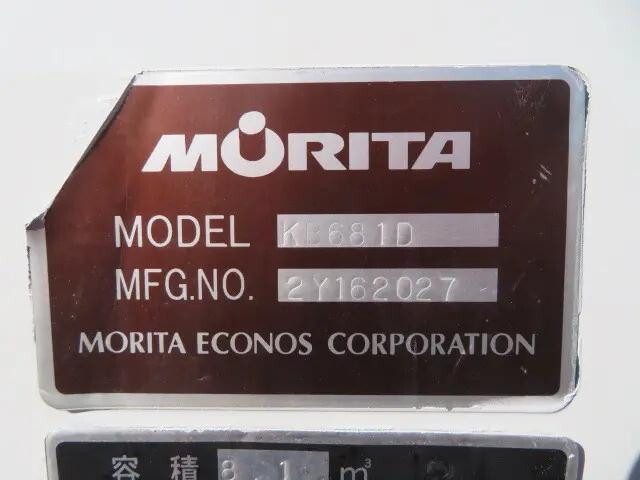 MORITA
MODEL KB681D
MFG.NO. 2Y162027
MORITA ECONOS CORPORATION
容積 8.1 m³